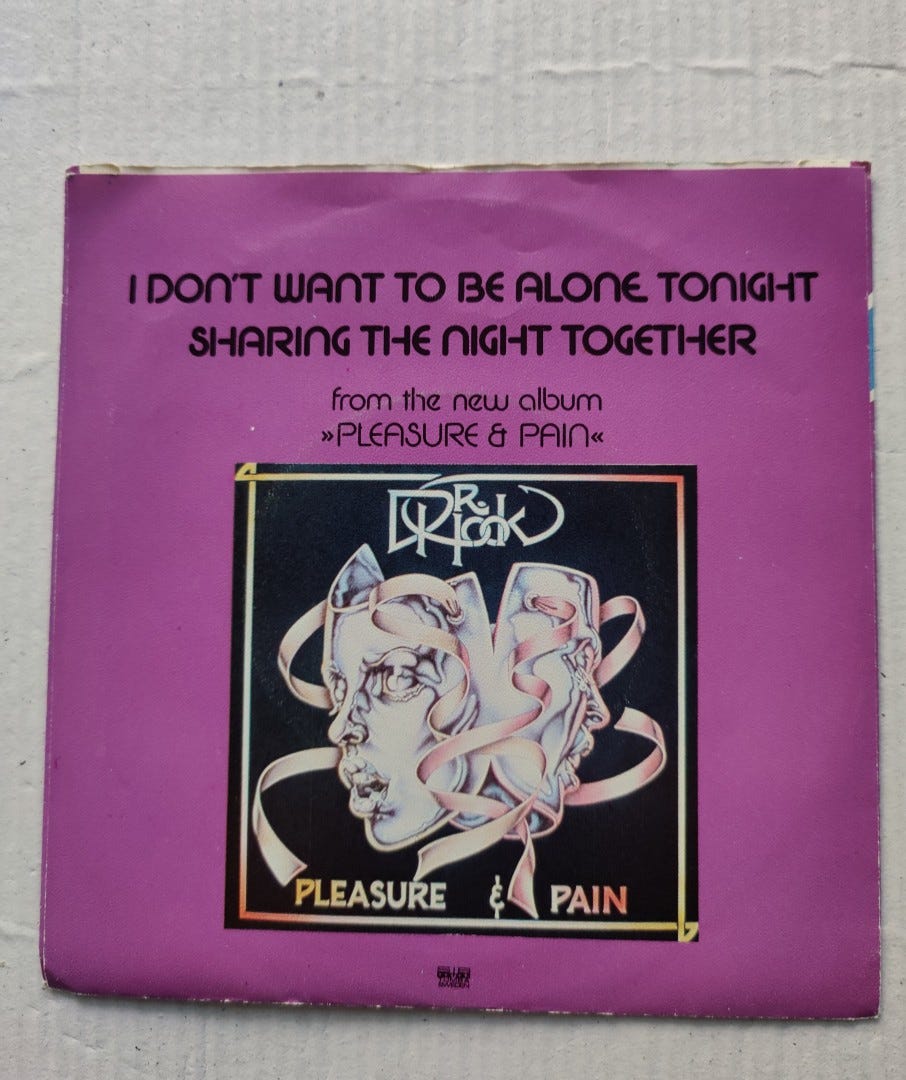 I DON'T WANT TO BE ALONE TONIGHT
SHARING THE NIGHT TOGETHER
from the new album
»PLEASURE & PAIN«
DR. HOOK
PLEASURE & PAIN
SWEDEN